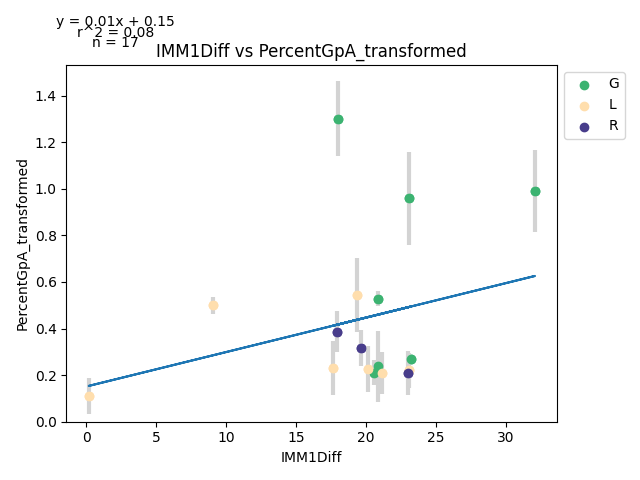 y = 0.01x + 0.15
r^2 = 0.08
n = 17
IMM1Diff vs PercentGpA_transformed
G
L
R
PercentGpA_transformed
1.4
1.2
1.0
0.8
0.6
0.4
0.2
0.0
0 5 10 15 20 25 30
IMM1Diff